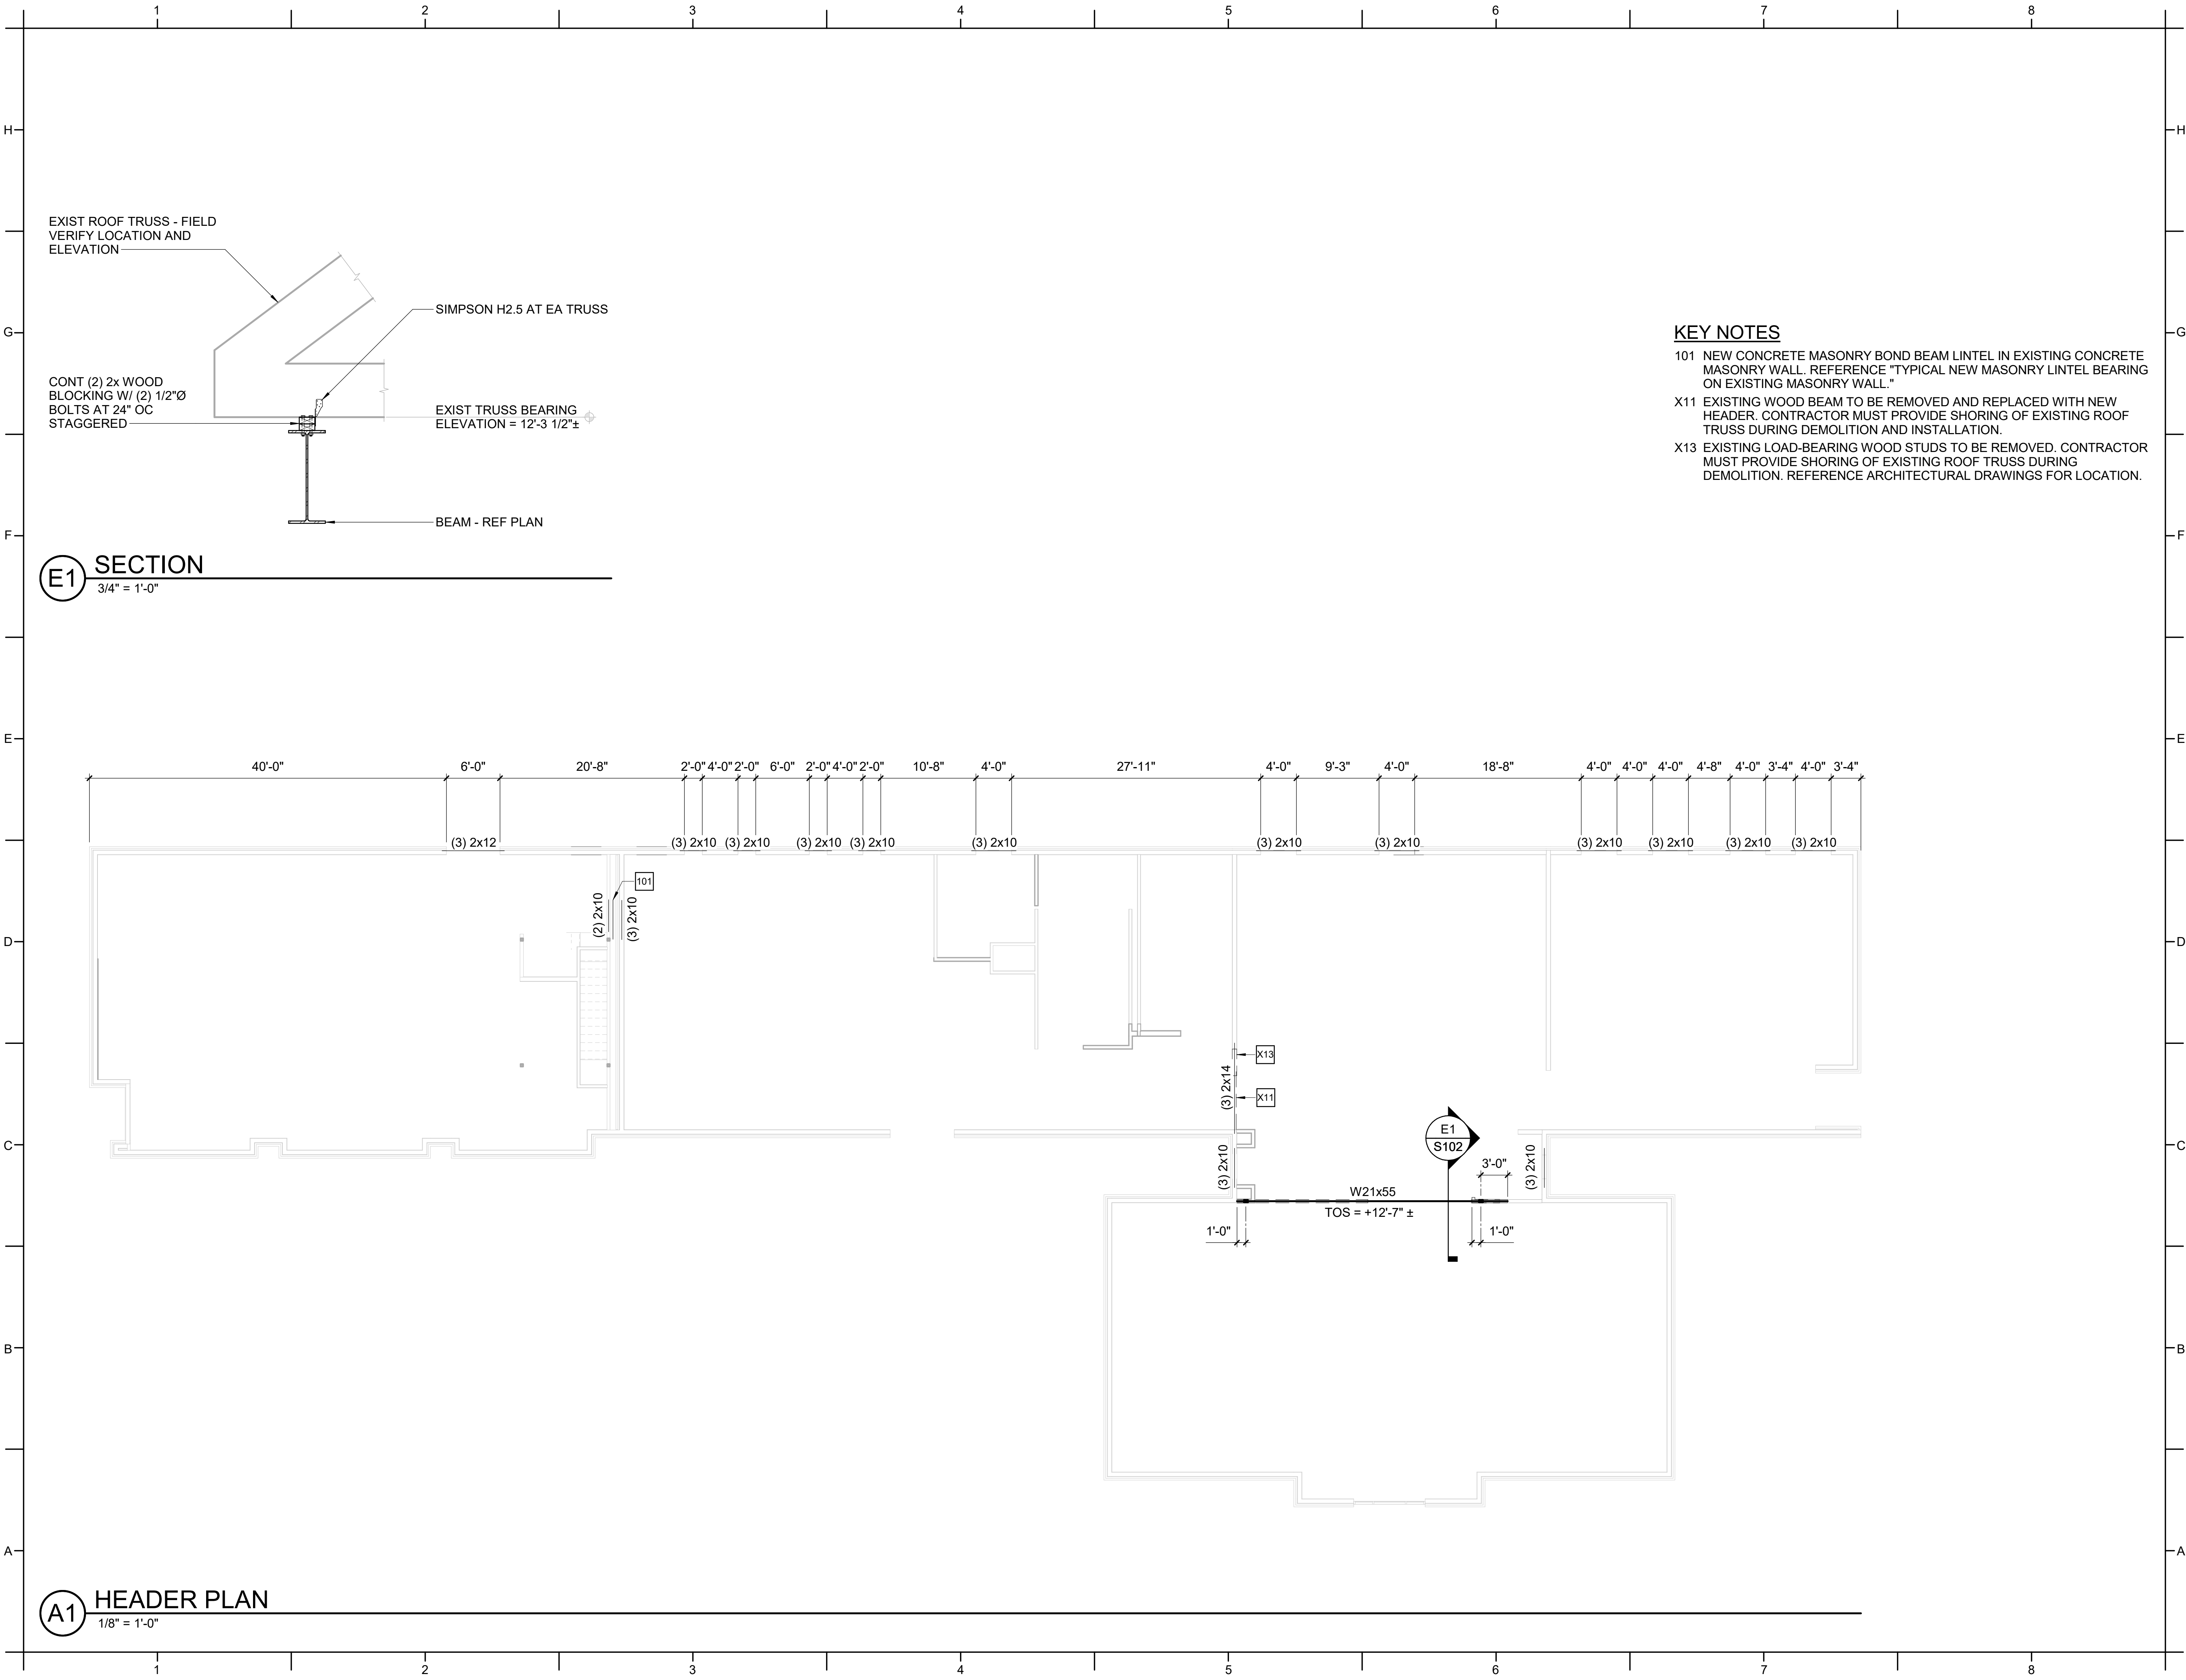 1 2 3 4 5 6 7 8
H H
EXIST ROOF TRUSS - FIELD
VERIFY LOCATION AND
ELEVATION
SIMPSON H2.5 AT EA TRUSS
G G
CONT (2) 2x WOOD
BLOCKING W/ (2) 1/2"Ø
BOLTS AT 24" OC
STAGGERED
EXIST TRUSS BEARING
ELEVATION = 12'-3 1/2"±
BEAM - REF PLAN
KEY NOTES
101 NEW CONCRETE MASONRY BOND BEAM LINTEL IN EXISTING CONCRETE
MASONRY WALL. REFERENCE "TYPICAL NEW MASONRY LINTEL BEARING
ON EXISTING MASONRY WALL."
X11 EXISTING WOOD BEAM TO BE REMOVED AND REPLACED WITH NEW
HEADER. CONTRACTOR MUST PROVIDE SHORING OF EXISTING ROOF
TRUSS DURING DEMOLITION AND INSTALLATION.
X13 EXISTING LOAD-BEARING WOOD STUDS TO BE REMOVED. CONTRACTOR
MUST PROVIDE SHORING OF EXISTING ROOF TRUSS DURING
DEMOLITION. REFERENCE ARCHITECTURAL DRAWINGS FOR LOCATION.
F F
E1 SECTION
3/4" = 1'-0"
E E
40'-0" 6'-0" 20'-8" 2'-0" 4'-0" 2'-0" 6'-0" 2'-0" 4'-0" 2'-0" 10'-8" 4'-0" 27'-11" 4'-0" 9'-3" 4'-0" 18'-8" 4'-0" 4'-0" 4'-0" 4'-8" 4'-0" 3'-4" 4'-0" 3'-4"
(3) 2x12 (3) 2x10 (3) 2x10 (3) 2x10 (3) 2x10 (3) 2x10 (3) 2x10 (3) 2x10 (3) 2x10 (3) 2x10 (3) 2x10 (3) 2x10
101
(2) 2x10
(3) 2x10
D D
X13
(3) 2x14
X11
E1
S102
C C
(3) 2x10
3'-0"
(3) 2x10
W21x55
TOS = +12'-7" ±
1'-0" 1'-0"
B B
A A
A1 HEADER PLAN
1/8" = 1'-0"
1 2 3 4 5 6 7 8